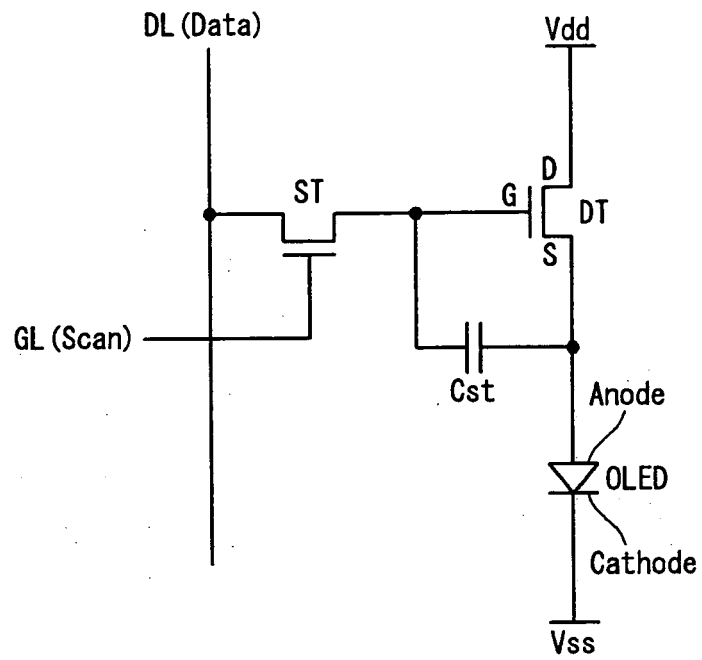 DL(Data)
Vdd
ST
D
G
DT
S
GL(Scan)
Cst
Anode
OLED
Cathode
Vss